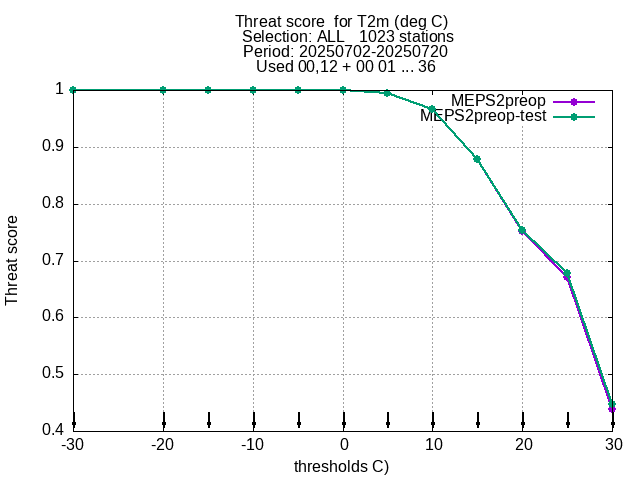 Threat score  for T2m (deg C)
Selection: ALL   1023 stations
Period: 20250702-20250720
Used 00,12 + 00 01 ... 36
MEPS2preop
MEPS2preop-test
Threat score
1
0.9
0.8
0.7
0.6
0.5
0.4
-30 -20 -10 0 10 20 30
thresholds C)